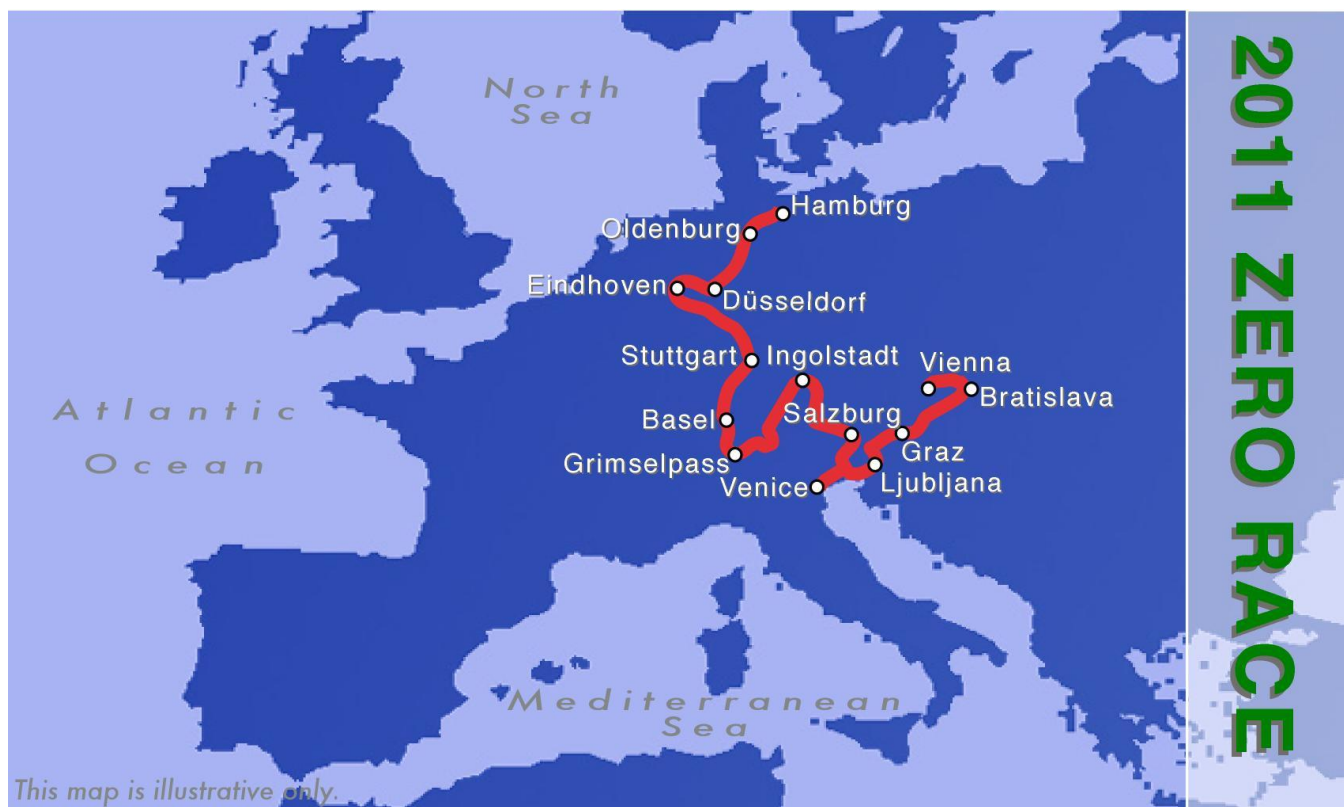 North
Sea
Hamburg
Oldenburg
Eindhoven
Düsseldorf
Stuttgart
Ingolstadt
Vienna
Bratislava
Basel
Salzburg
Grimselpass
Graz
Venice
Ljubljana
Atlantic
Ocean
Mediterranean
Sea
This map is illustrative only.
2011 ZERO RACE